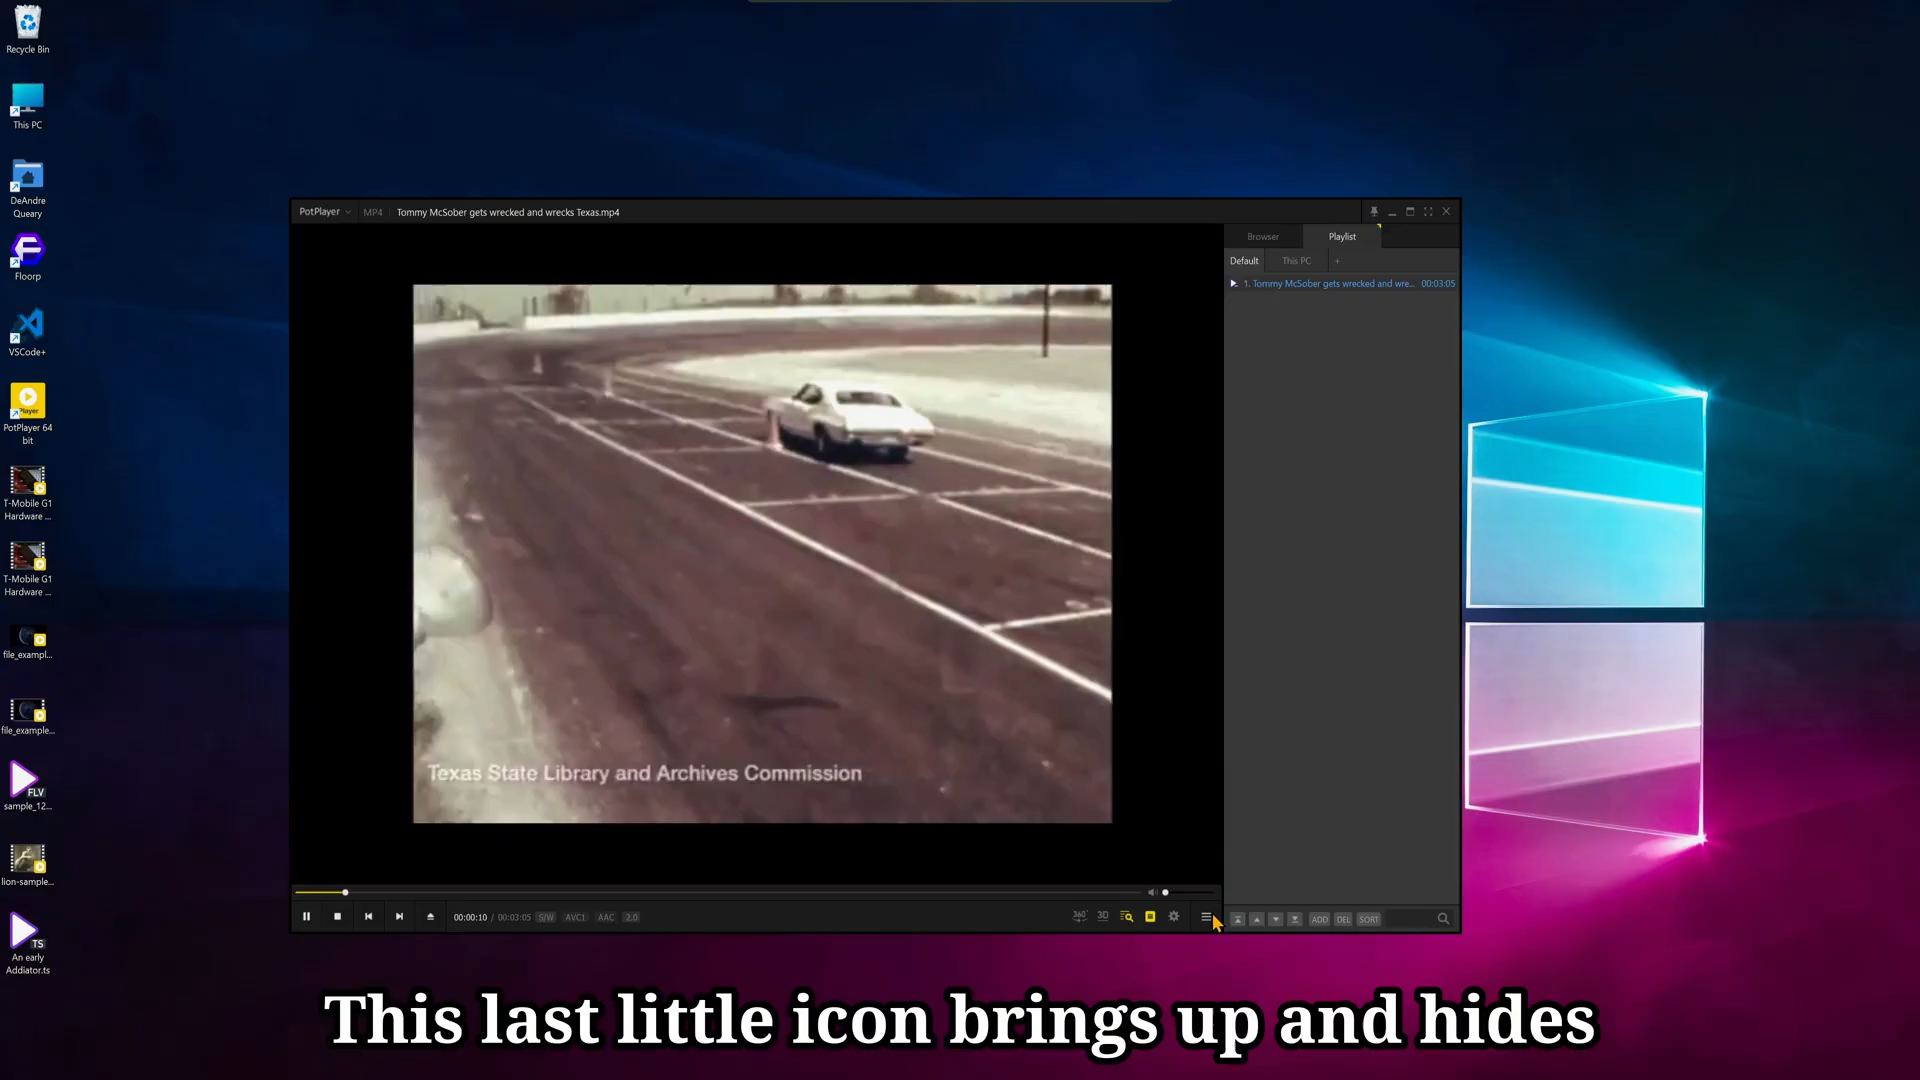 Recycle Bin
This PC
DeAndre
Queary
Floorp
VSCode+
Player
PotPlayer 64
bit
T-Mobile G1
Hardware ...
T-Mobile G1
Hardware ...
file_exampl...
file_example...
FLV
sample_12...
lion-sample...
TS
An early
Addiator.ts
PotPlayer
MP4
Tommy McSober gets wrecked and wrecks Texas.mp4
Browser
Playlist
Default
This PC
+
1. Tommy McSober gets wrecked and wre... 00:03:05
Texas State Library and Archives Commission
00:00:10 / 00:03:05 S/W AVC1 AAC 2.0
360° 3D
ADD DEL SORT
This last little icon brings up and hides